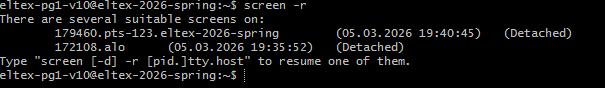 eltex-pg1-v10@eltex-2026-spring:~$ screen -r
There are several suitable screens on:
179460.pts-123.eltex-2026-spring (05.03.2026 19:40:45) (Detached)
172108.alo (05.03.2026 19:35:52) (Detached)
Type "screen [-d] -r [pid.]tty.host" to resume one of them.
eltex-pg1-v10@eltex-2026-spring:~$